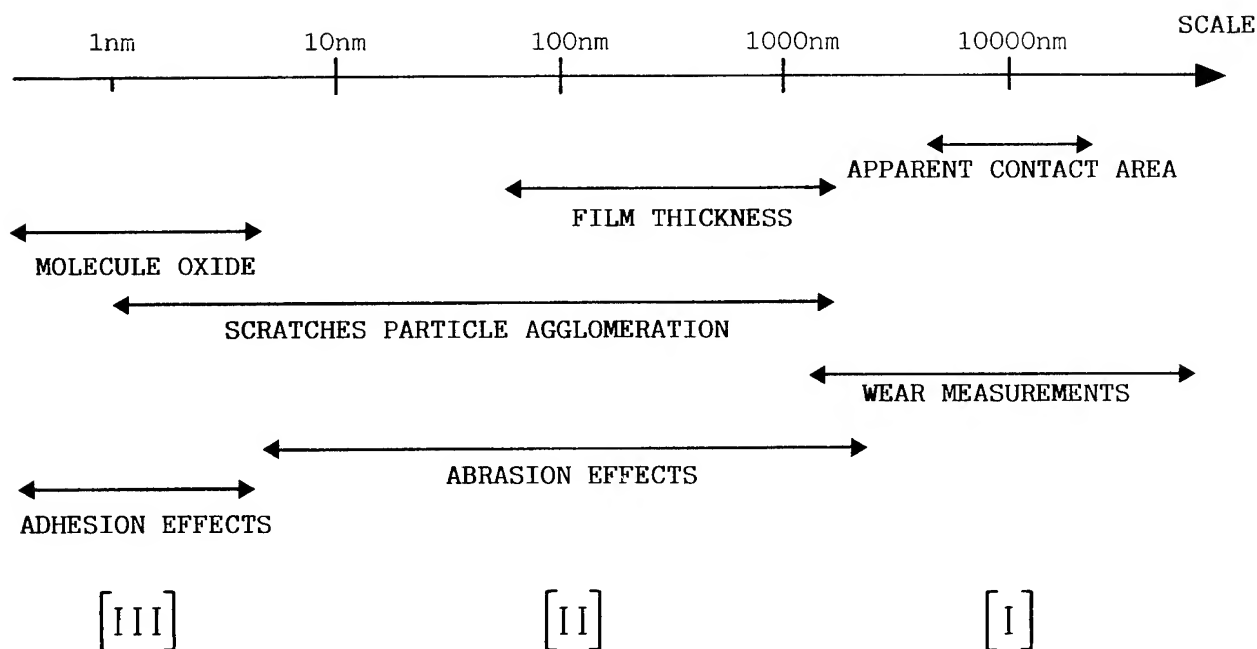 SCALE
1nm 10nm 100nm 1000nm 10000nm
APPARENT CONTACT AREA
FILM THICKNESS
MOLECULE OXIDE
SCRATCHES PARTICLE AGGLOMERATION
WEAR MEASUREMENTS
ABRASION EFFECTS
ADHESION EFFECTS
[III] [II] [I]